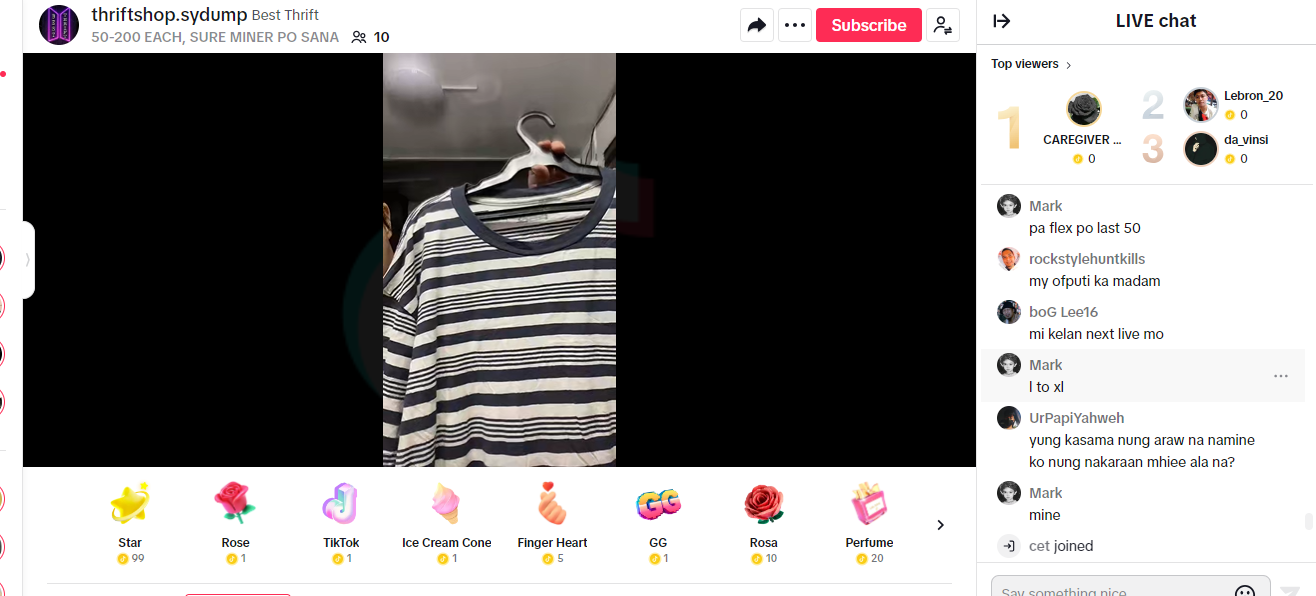 thriftshop.sydump Best Thrift
50-200 EACH, SURE MINER PO SANA 10
Subscribe
LIVE chat
Top viewers
1
CAREGIVER ...
0
2
Lebron_20
0
3
da_vinsi
0
Mark
pa flex po last 50
rockstylehuntkills
my ofputi ka madam
boG Lee16
mi kelan next live mo
Mark
l to xl
UrPapiYahweh
yung kasama nung araw na namine
ko nung nakaraan mhiee ala na?
Mark
mine
cet joined
Say something nice
Star
99
Rose
1
TikTok
1
Ice Cream Cone
1
Finger Heart
5
GG
GG
1
Rosa
10
Perfume
20